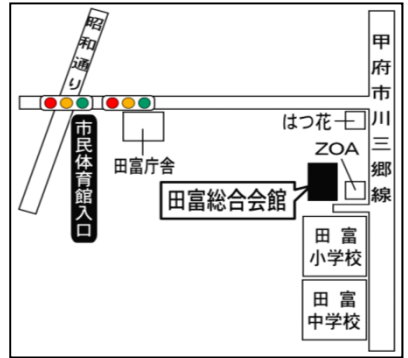 昭和通り
甲府市川三郷線
はつ花
市民体育館入口
田富庁舎
ZOA
田富総合会館
田富
小学校
田富
中学校